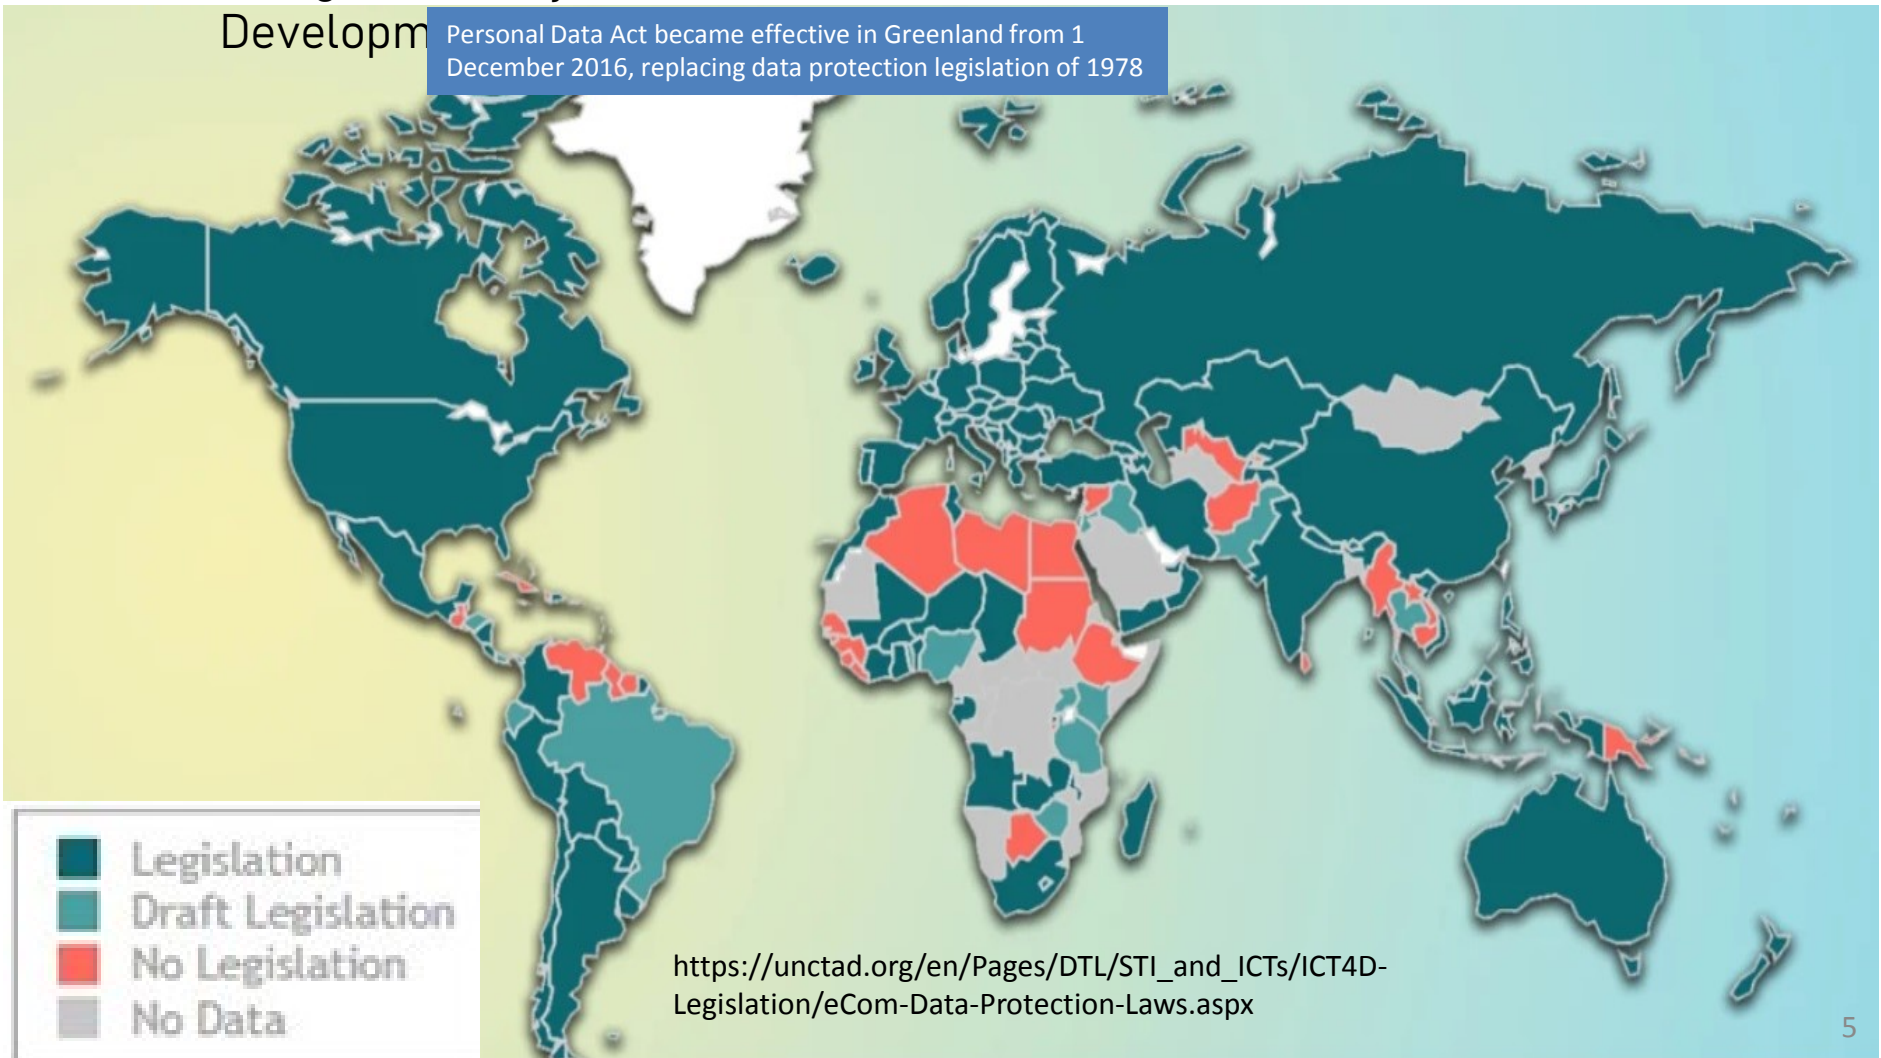 Developm
Personal Data Act became effective in Greenland from 1
December 2016, replacing data protection legislation of 1978
Legislation
Draft Legislation
No Legislation
No Data
https://unctad.org/en/Pages/DTL/STI_and_ICTs/ICT4D-
Legislation/eCom-Data-Protection-Laws.aspx
5